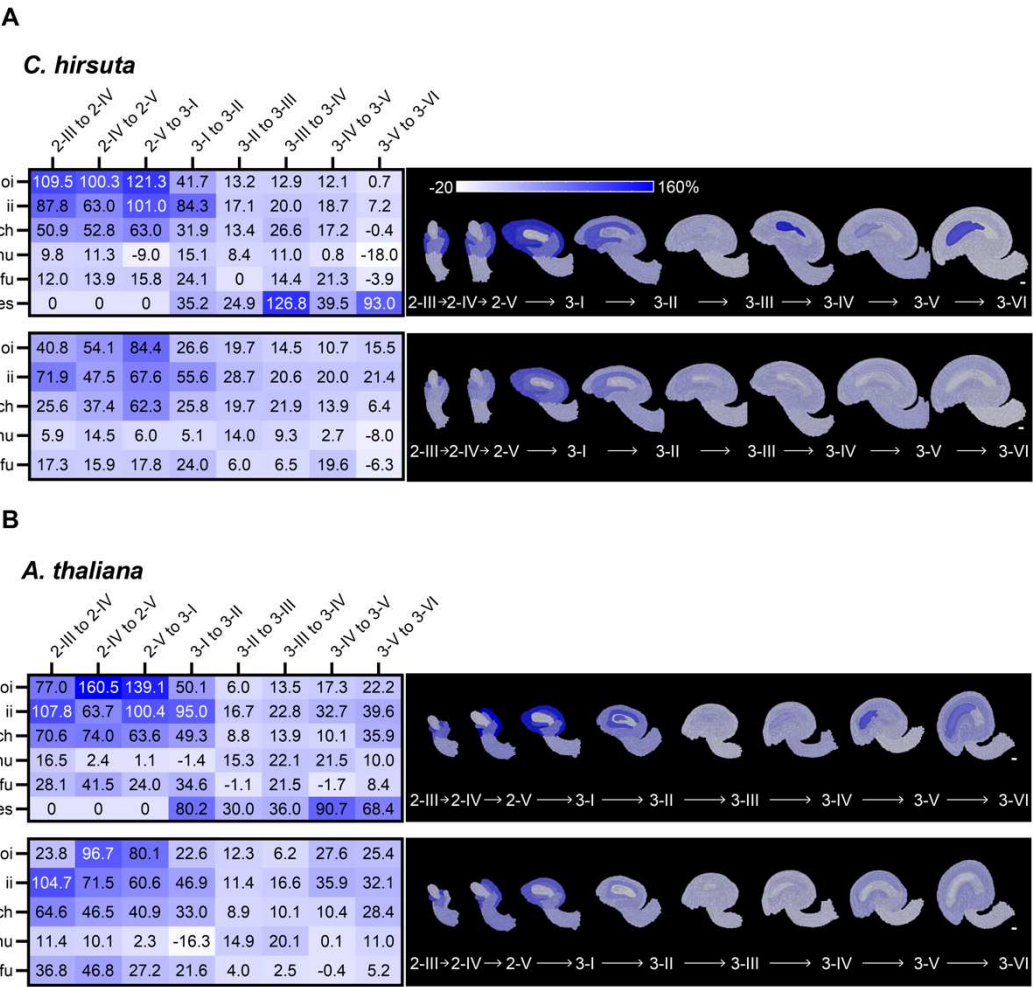 A
C. hirsuta
2-III to 2-IV
2-IV to 2-V
2-V to 3-I
3-I to 3-II
3-II to 3-III
3-III to 3-IV
3-IV to 3-V
3-V to 3-VI
oi 109.5 100.3 121.3 41.7 13.2 12.9 12.1 0.7
ii 87.8 63.0 101.0 84.3 17.1 20.0 18.7 7.2
ch 50.9 52.8 63.0 31.9 13.4 26.6 17.2 -0.4
nu 9.8 11.3 -9.0 15.1 8.4 11.0 0.8 -18.0
fu 12.0 13.9 15.8 24.1 0 14.4 21.3 -3.9
es 0 0 0 35.2 24.9 126.8 39.5 93.0
-20 160%
2-III→2-IV→2-V → 3-I → 3-II → 3-III → 3-IV → 3-V → 3-VI
oi 40.8 54.1 84.4 26.6 19.7 14.5 10.7 15.5
ii 71.9 47.5 67.6 55.6 28.7 20.6 20.0 21.4
ch 25.6 37.4 62.3 25.8 19.7 21.9 13.9 6.4
nu 5.9 14.5 6.0 5.1 14.0 9.3 2.7 -8.0
fu 17.3 15.9 17.8 24.0 6.0 6.5 19.6 -6.3
2-III→2-IV→2-V → 3-I → 3-II → 3-III → 3-IV → 3-V → 3-VI
B
A. thaliana
2-III to 2-IV
2-IV to 2-V
2-V to 3-I
3-I to 3-II
3-II to 3-III
3-III to 3-IV
3-IV to 3-V
3-V to 3-VI
oi 77.0 160.5 139.1 50.1 6.0 13.5 17.3 22.2
ii 107.8 63.7 100.4 95.0 16.7 22.8 32.7 39.6
ch 70.6 74.0 63.6 49.3 8.8 13.9 10.1 35.9
nu 16.5 2.4 1.1 -1.4 15.3 22.1 21.5 10.0
fu 28.1 41.5 24.0 34.6 -1.1 21.5 -1.7 8.4
es 0 0 0 80.2 30.0 36.0 90.7 68.4
2-III→2-IV→2-V → 3-I → 3-II → 3-III → 3-IV → 3-V → 3-VI
oi 23.8 96.7 80.1 22.6 12.3 6.2 27.6 25.4
ii 104.7 71.5 60.6 46.9 11.4 16.6 35.9 32.1
ch 64.6 46.5 40.9 33.0 8.9 10.1 10.4 28.4
nu 11.4 10.1 2.3 -16.3 14.9 20.1 0.1 11.0
fu 36.8 46.8 27.2 21.6 4.0 2.5 -0.4 5.2
2-III→2-IV→2-V → 3-I → 3-II → 3-III → 3-IV → 3-V → 3-VI